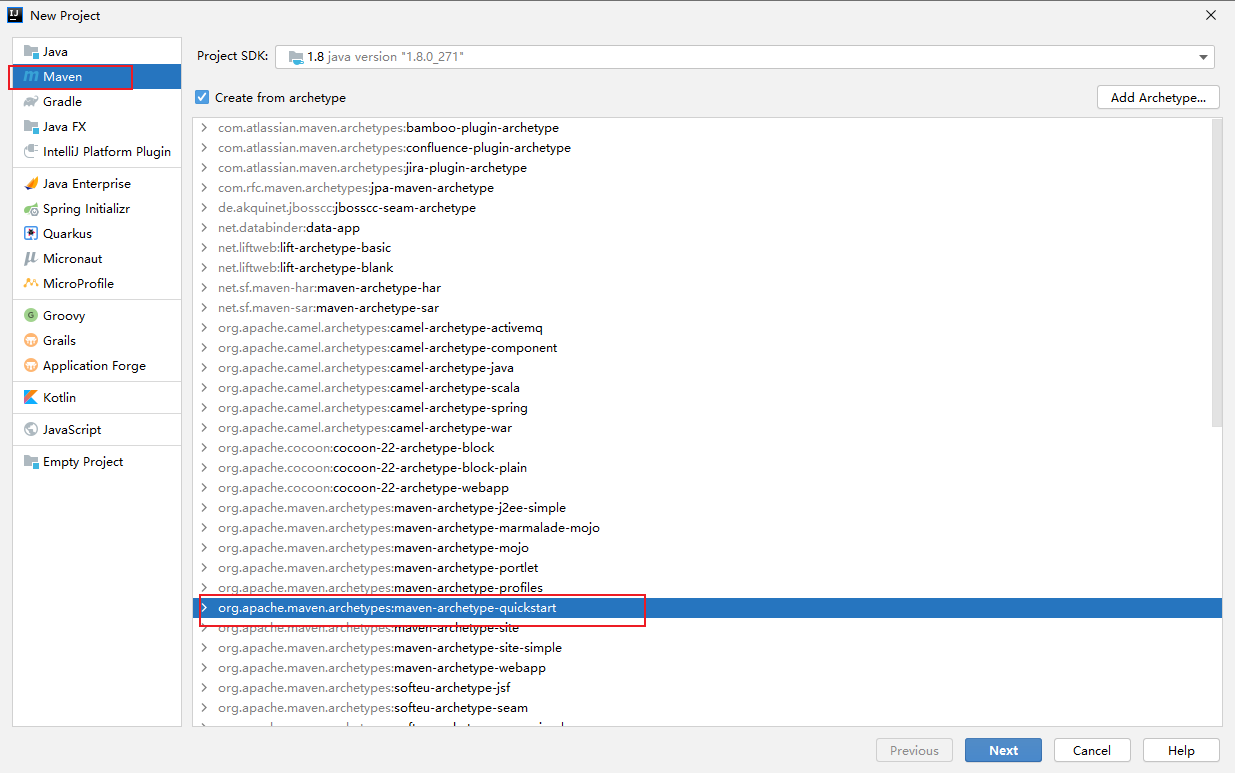 New Project
Java
Maven
Gradle
Java FX
IntelliJ Platform Plugin
Java Enterprise
Spring Initializr
Quarkus
Micronaut
MicroProfile
Groovy
Grails
Application Forge
Kotlin
JavaScript
Empty Project
Project SDK: 1.8 java version "1.8.0_271"
Create from archetype
Add Archetype...
com.atlassian.maven.archetypes:bamboo-plugin-archetype
com.atlassian.maven.archetypes:confluence-plugin-archetype
com.atlassian.maven.archetypes:jira-plugin-archetype
com.rfc.maven.archetypes:jpa-maven-archetype
de.akquinet.jbosscc:jbosscc-seam-archetype
net.databinder:data-app
net.liftweb:lift-archetype-basic
net.liftweb:lift-archetype-blank
net.sf.maven-har:maven-archetype-har
net.sf.maven-sar:maven-archetype-sar
org.apache.camel.archetypes:camel-archetype-activemq
org.apache.camel.archetypes:camel-archetype-component
org.apache.camel.archetypes:camel-archetype-java
org.apache.camel.archetypes:camel-archetype-scala
org.apache.camel.archetypes:camel-archetype-spring
org.apache.camel.archetypes:camel-archetype-war
org.apache.cocoon:cocoon-22-archetype-block
org.apache.cocoon:cocoon-22-archetype-block-plain
org.apache.cocoon:cocoon-22-archetype-webapp
org.apache.maven.archetypes:maven-archetype-j2ee-simple
org.apache.maven.archetypes:maven-archetype-marmalade-mojo
org.apache.maven.archetypes:maven-archetype-mojo
org.apache.maven.archetypes:maven-archetype-portlet
org.apache.maven.archetypes:maven-archetype-profiles
org.apache.maven.archetypes:maven-archetype-quickstart
org.apache.maven.archetypes:maven-archetype-site
org.apache.maven.archetypes:maven-archetype-site-simple
org.apache.maven.archetypes:maven-archetype-webapp
org.apache.maven.archetypes:softeu-archetype-jsf
org.apache.maven.archetypes:softeu-archetype-seam
Previous
Next
Cancel
Help